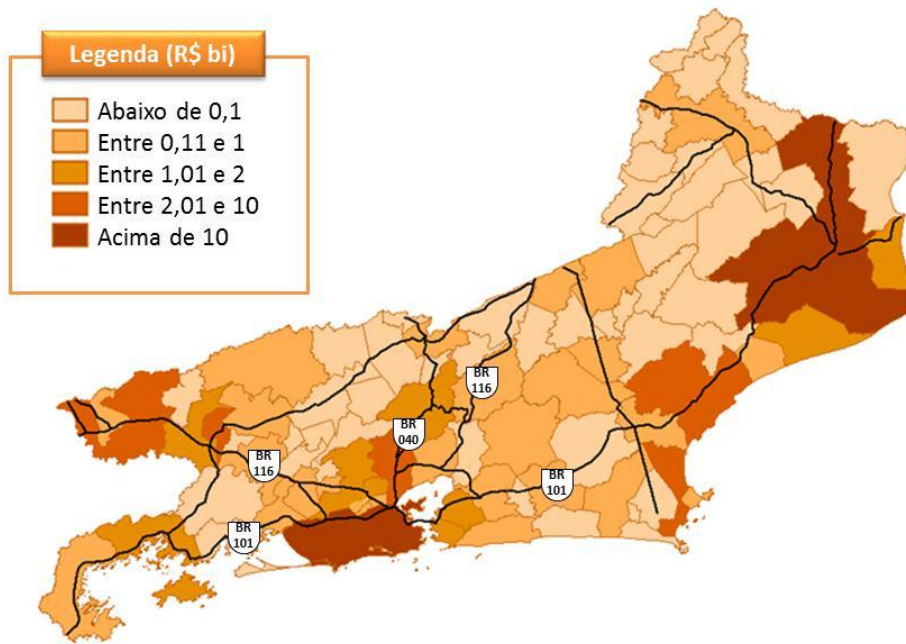 Legenda (R$ bi)
Abaixo de 0,1
Entre 0,11 e 1
Entre 1,01 e 2
Entre 2,01 e 10
Acima de 10
BR
116
BR
040
BR
116
BR
101
BR
101